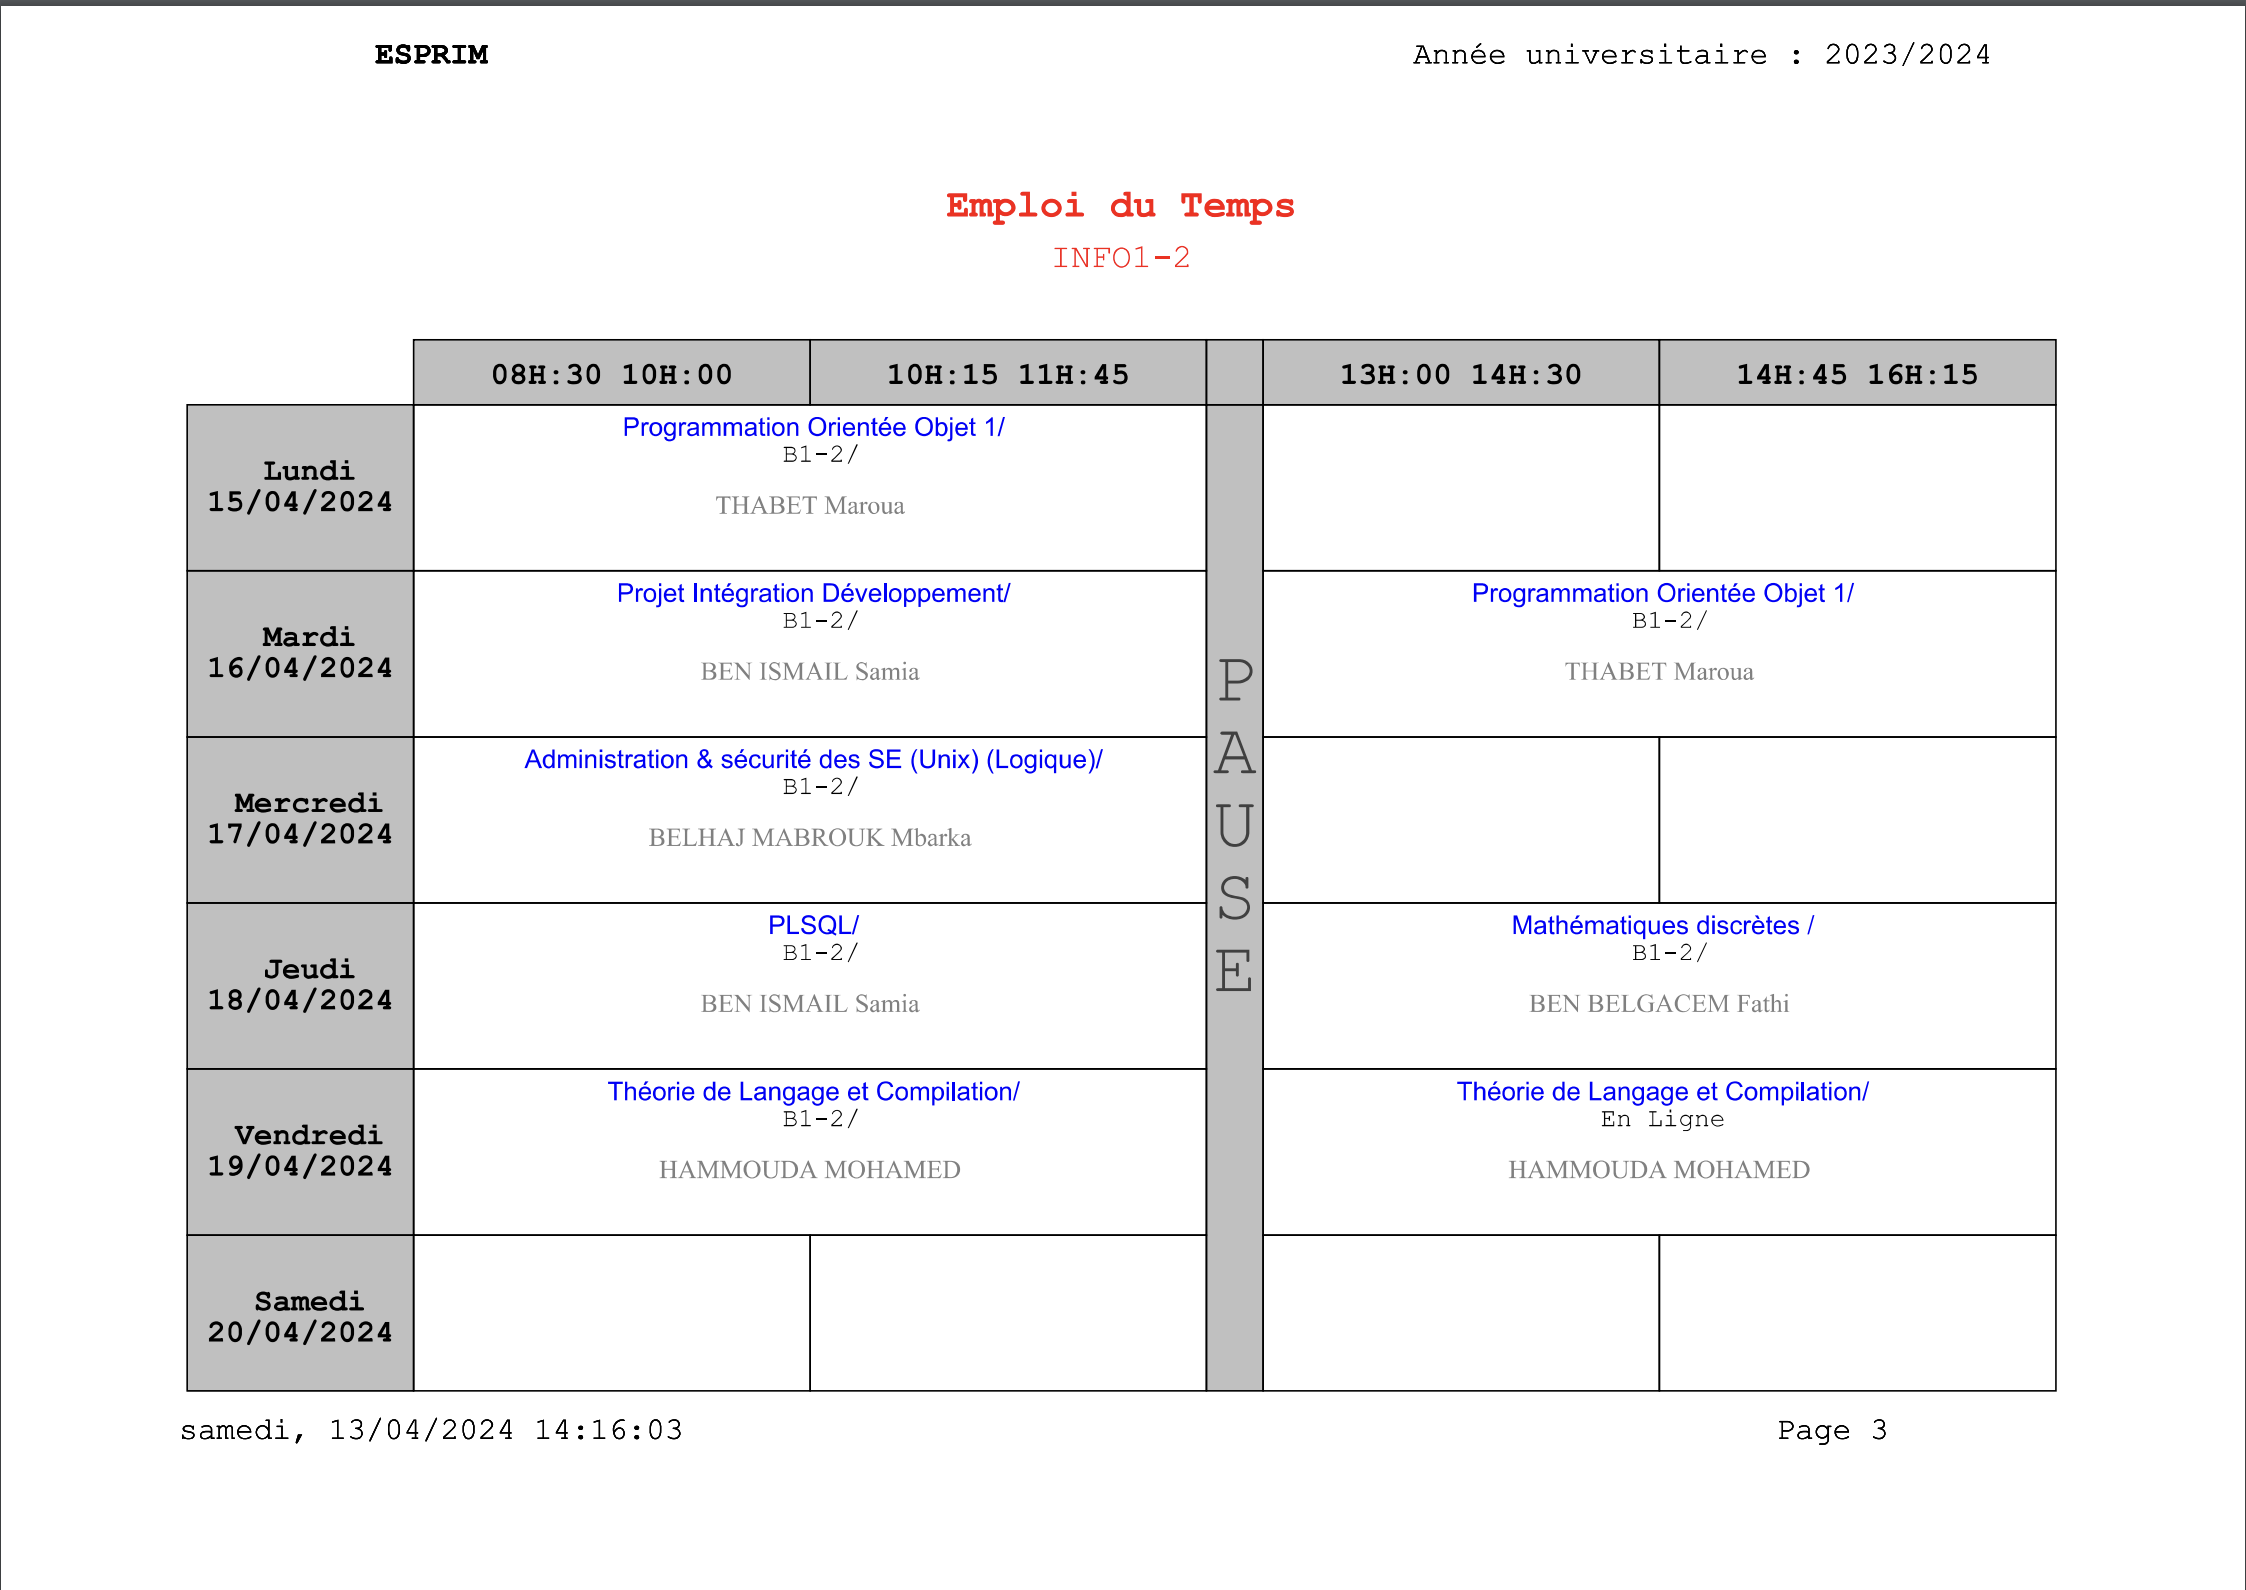 ESPRIM Année universitaire : 2023/2024
Emploi du Temps
INFO1-2
08H:30 10H:00 10H:15 11H:45 13H:00 14H:30 14H:45 16H:15
Lundi
15/04/2024
Programmation Orientée Objet 1/
B1-2/
THABET Maroua
Mardi
16/04/2024
Projet Intégration Développement/
B1-2/
BEN ISMAIL Samia
Programmation Orientée Objet 1/
B1-2/
THABET Maroua
Mercredi
17/04/2024
Administration & sécurité des SE (Unix) (Logique)/
B1-2/
BELHAJ MABROUK Mbarka
Jeudi
18/04/2024
PLSQL/
B1-2/
BEN ISMAIL Samia
Mathématiques discrètes /
B1-2/
BEN BELGACEM Fathi
Vendredi
19/04/2024
Théorie de Langage et Compilation/
B1-2/
HAMMOUDA MOHAMED
Théorie de Langage et Compilation/
En Ligne
HAMMOUDA MOHAMED
Samedi
20/04/2024
PAUSE
samedi, 13/04/2024 14:16:03 Page 3